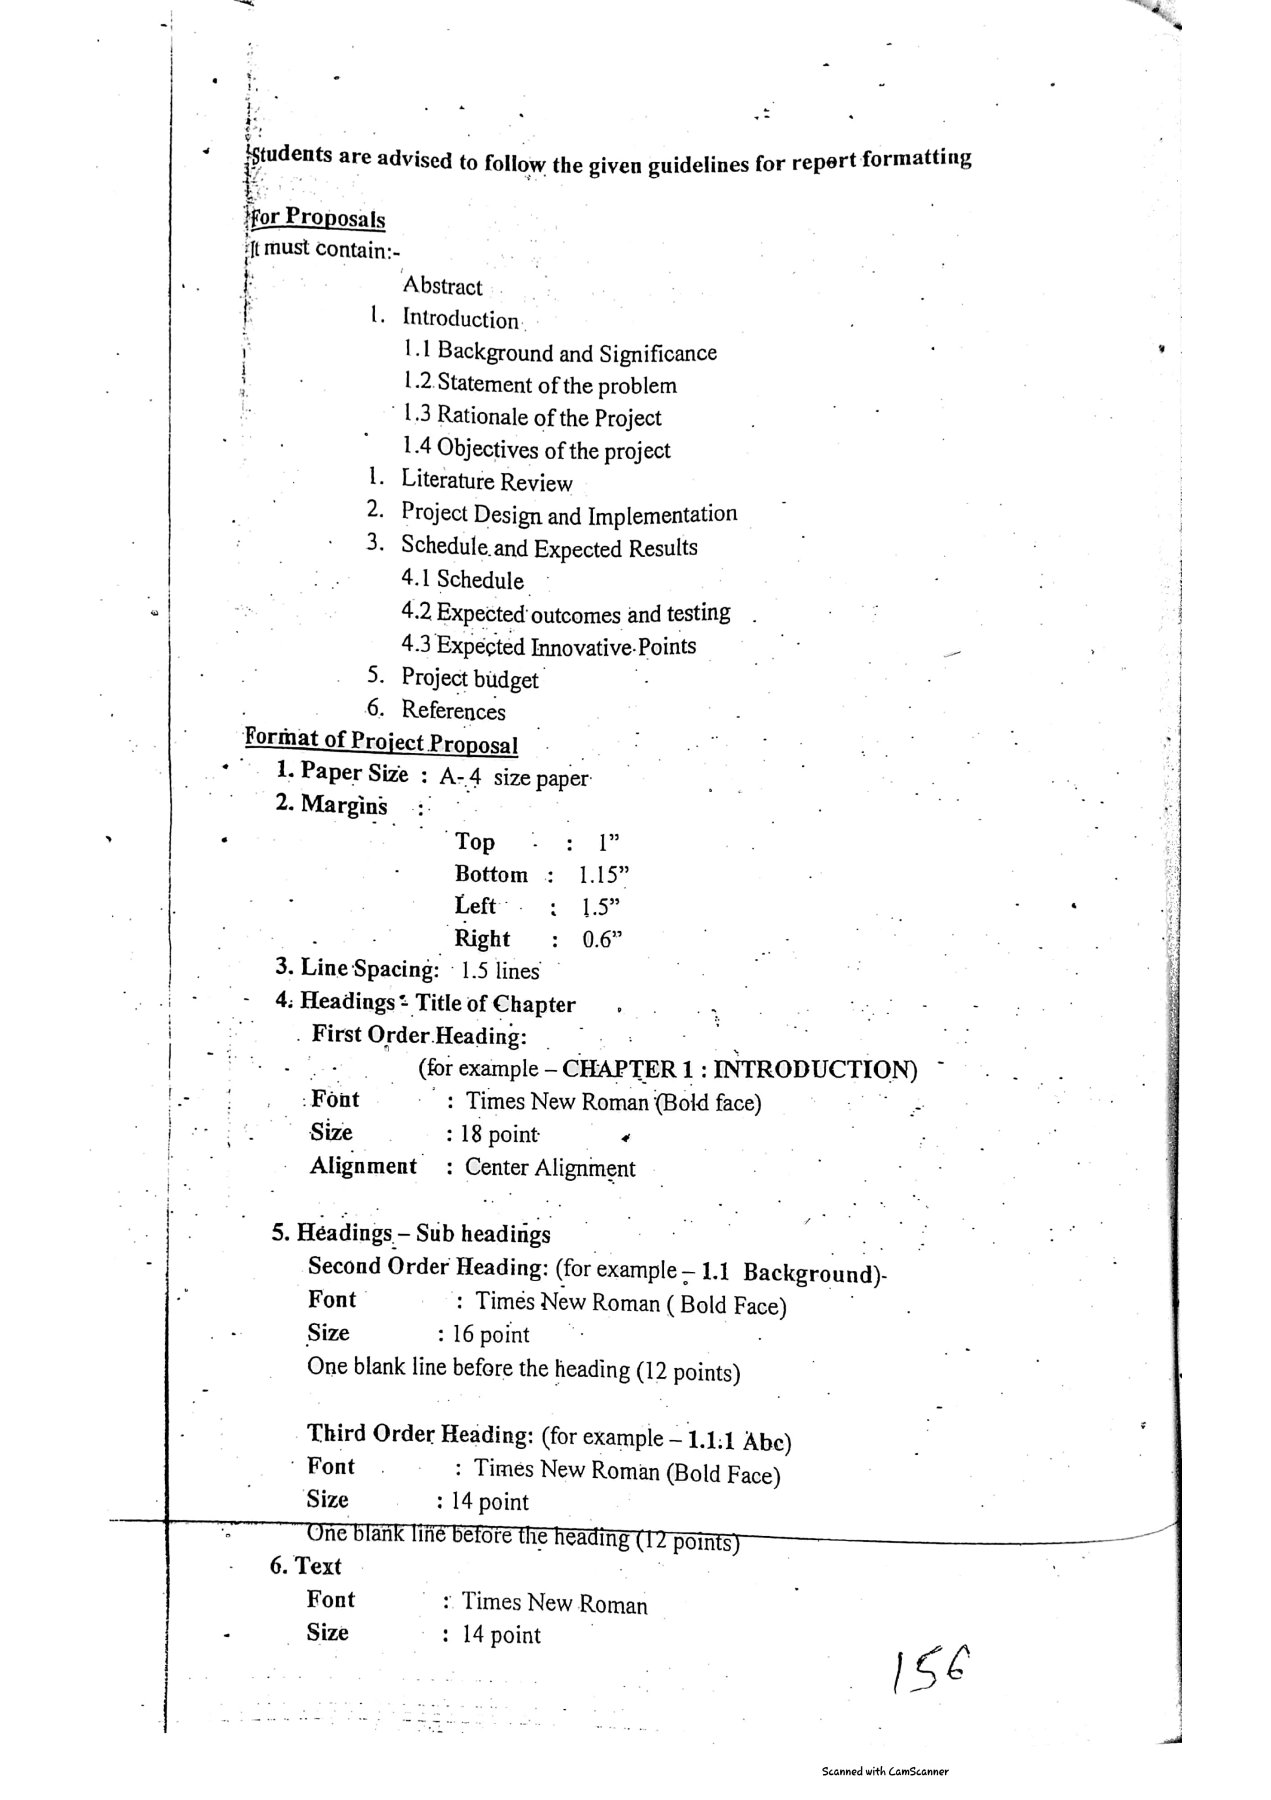 Students are advised to follow the given guidelines for report formatting
For Proposals
It must contain:-
Abstract
1. Introduction
1.1 Background and Significance
1.2 Statement of the problem
1.3 Rationale of the Project
1.4 Objectives of the project
1. Literature Review
2. Project Design and Implementation
3. Schedule and Expected Results
4.1 Schedule
4.2 Expected outcomes and testing
4.3 Expected Innovative Points
5. Project budget
6. References
Format of Project Proposal
1. Paper Size : A-4 size paper
2. Margins :
Top : 1”
Bottom : 1.15”
Left : 1.5”
Right : 0.6”
3. Line Spacing: 1.5 lines
4. Headings - Title of Chapter
First Order Heading:
(for example – CHAPTER 1 : INTRODUCTION)
Font : Times New Roman (Bold face)
Size : 18 point
Alignment : Center Alignment
5. Headings – Sub headings
Second Order Heading: (for example – 1.1 Background)-
Font : Times New Roman ( Bold Face)
Size : 16 point
One blank line before the heading (12 points)
Third Order Heading: (for example – 1.1.1 Abc)
Font : Times New Roman (Bold Face)
Size : 14 point
One blank line before the heading (12 points)
6. Text
Font : Times New Roman
Size : 14 point
156
Scanned with CamScanner